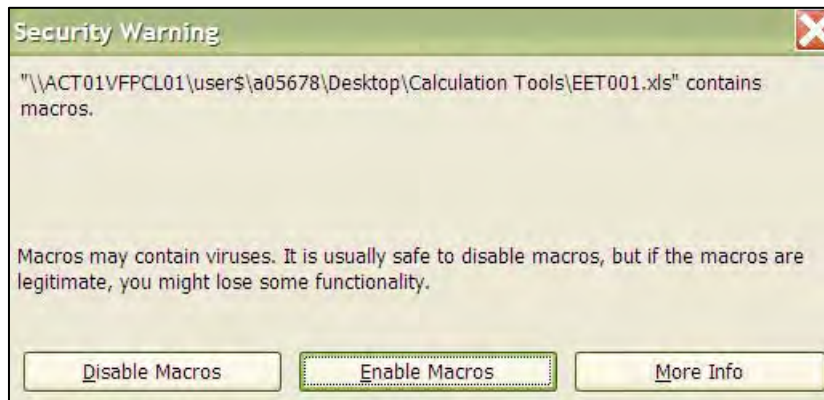 Security Warning
"\\ACT01VFPCL01\user$\a05678\Desktop\Calculation Tools\EET001.xls" contains
macros.
Macros may contain viruses. It is usually safe to disable macros, but if the macros are
legitimate, you might lose some functionality.
Disable Macros
Enable Macros
More Info